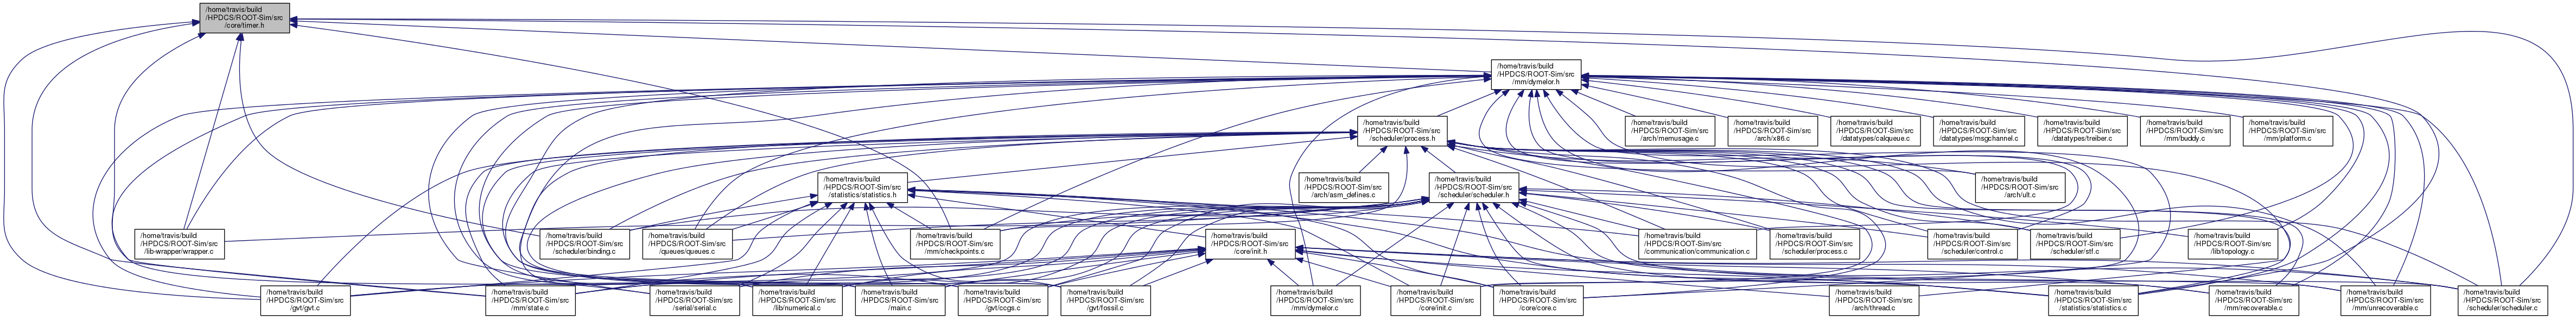 /home/travis/build
/HPDCS/ROOT-Sim/src
/core/timer.h
/home/travis/build
/HPDCS/ROOT-Sim/src
/mm/dymelor.h
/home/travis/build
/HPDCS/ROOT-Sim/src
/scheduler/process.h
/home/travis/build
/HPDCS/ROOT-Sim/src
/arch/memusage.c
/home/travis/build
/HPDCS/ROOT-Sim/src
/arch/x86.c
/home/travis/build
/HPDCS/ROOT-Sim/src
/datatypes/calqueue.c
/home/travis/build
/HPDCS/ROOT-Sim/src
/datatypes/msgchannel.c
/home/travis/build
/HPDCS/ROOT-Sim/src
/datatypes/treiber.c
/home/travis/build
/HPDCS/ROOT-Sim/src
/mm/buddy.c
/home/travis/build
/HPDCS/ROOT-Sim/src
/mm/platform.c
/home/travis/build
/HPDCS/ROOT-Sim/src
/statistics/statistics.h
/home/travis/build
/HPDCS/ROOT-Sim/src
/arch/asm_defines.c
/home/travis/build
/HPDCS/ROOT-Sim/src
/scheduler/scheduler.h
/home/travis/build
/HPDCS/ROOT-Sim/src
/arch/ult.c
/home/travis/build
/HPDCS/ROOT-Sim/src
/lib-wrapper/wrapper.c
/home/travis/build
/HPDCS/ROOT-Sim/src
/scheduler/binding.c
/home/travis/build
/HPDCS/ROOT-Sim/src
/queues/queues.c
/home/travis/build
/HPDCS/ROOT-Sim/src
/mm/checkpoints.c
/home/travis/build
/HPDCS/ROOT-Sim/src
/core/init.h
/home/travis/build
/HPDCS/ROOT-Sim/src
/communication/communication.c
/home/travis/build
/HPDCS/ROOT-Sim/src
/scheduler/process.c
/home/travis/build
/HPDCS/ROOT-Sim/src
/scheduler/control.c
/home/travis/build
/HPDCS/ROOT-Sim/src
/scheduler/stf.c
/home/travis/build
/HPDCS/ROOT-Sim/src
/lib/topology.c
/home/travis/build
/HPDCS/ROOT-Sim/src
/gvt/gvt.c
/home/travis/build
/HPDCS/ROOT-Sim/src
/mm/state.c
/home/travis/build
/HPDCS/ROOT-Sim/src
/serial/serial.c
/home/travis/build
/HPDCS/ROOT-Sim/src
/lib/numerical.c
/home/travis/build
/HPDCS/ROOT-Sim/src
/main.c
/home/travis/build
/HPDCS/ROOT-Sim/src
/gvt/ccgs.c
/home/travis/build
/HPDCS/ROOT-Sim/src
/gvt/fossil.c
/home/travis/build
/HPDCS/ROOT-Sim/src
/mm/dymelor.c
/home/travis/build
/HPDCS/ROOT-Sim/src
/core/init.c
/home/travis/build
/HPDCS/ROOT-Sim/src
/core/core.c
/home/travis/build
/HPDCS/ROOT-Sim/src
/arch/thread.c
/home/travis/build
/HPDCS/ROOT-Sim/src
/statistics/statistics.c
/home/travis/build
/HPDCS/ROOT-Sim/src
/mm/recoverable.c
/home/travis/build
/HPDCS/ROOT-Sim/src
/mm/unrecoverable.c
/home/travis/build
/HPDCS/ROOT-Sim/src
/scheduler/scheduler.c